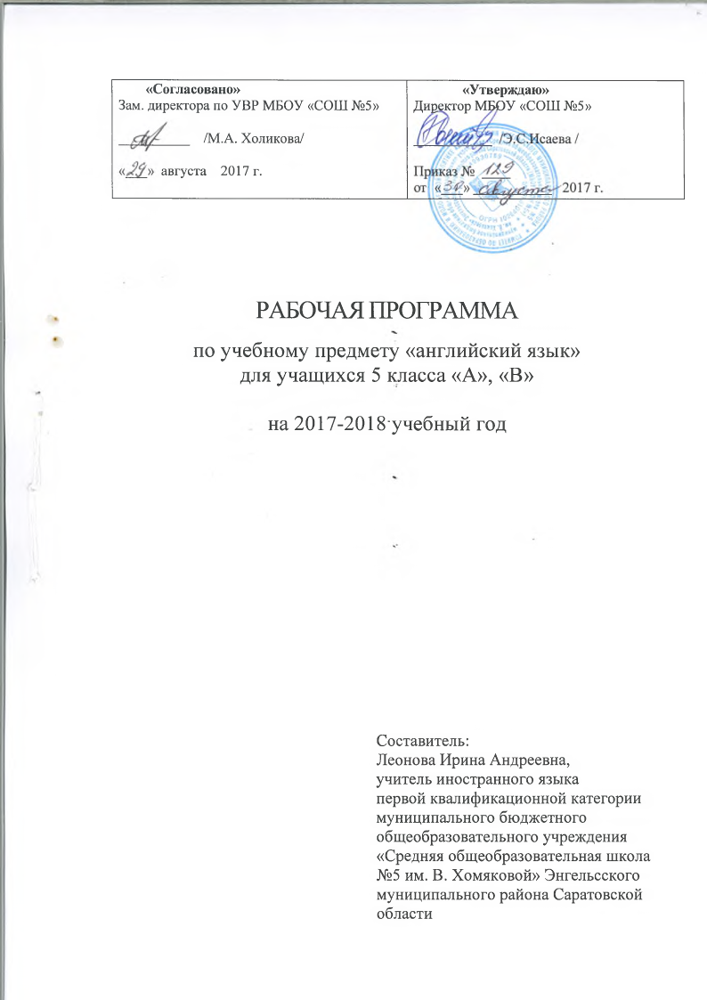 «Согласовано»
Зам. директора по УВР МБОУ «СОШ №5»
/М.А. Холикова/
«29» августа 2017 г.
«Утверждаю»
Директор МБОУ «СОШ №5»
/Э.С.Исаева /
Приказ № 129
от «30» августа 2017 г.
РАБОЧАЯ ПРОГРАММА
по учебному предмету «английский язык»
для учащихся 5 класса «А», «В»
на 2017-2018 учебный год
Составитель:
Леонова Ирина Андреевна,
учитель иностранного языка
первой квалификационной категории
муниципального бюджетного
общеобразовательного учреждения
«Средняя общеобразовательная школа
№5 им. В. Хомяковой» Энгельсского
муниципального района Саратовской
области